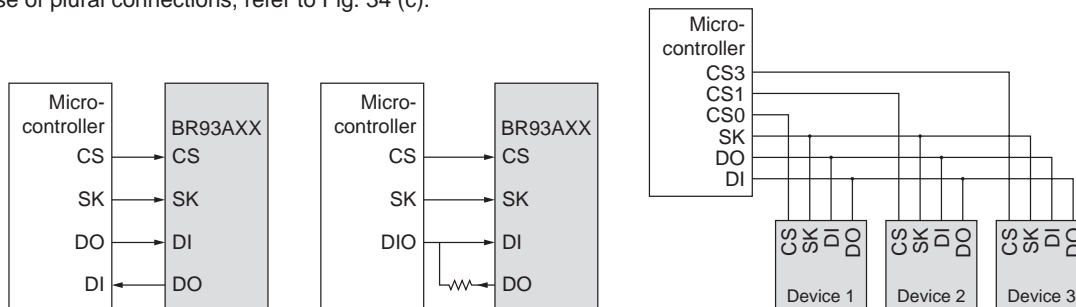 se of plural connections, refer to Fig. 34 (c).
Micro-
controller
CS
SK
DO
DI
BR93AXX
CS
SK
DI
DO
Micro-
controller
CS
SK
DIO
BR93AXX
CS
SK
DI
DO
Micro-
controller
CS3
CS1
CS0
SK
DO
DI
CS
SK
DI
DO
Device 1
CS
SK
DI
DO
Device 2
CS
SK
DI
DO
Device 3